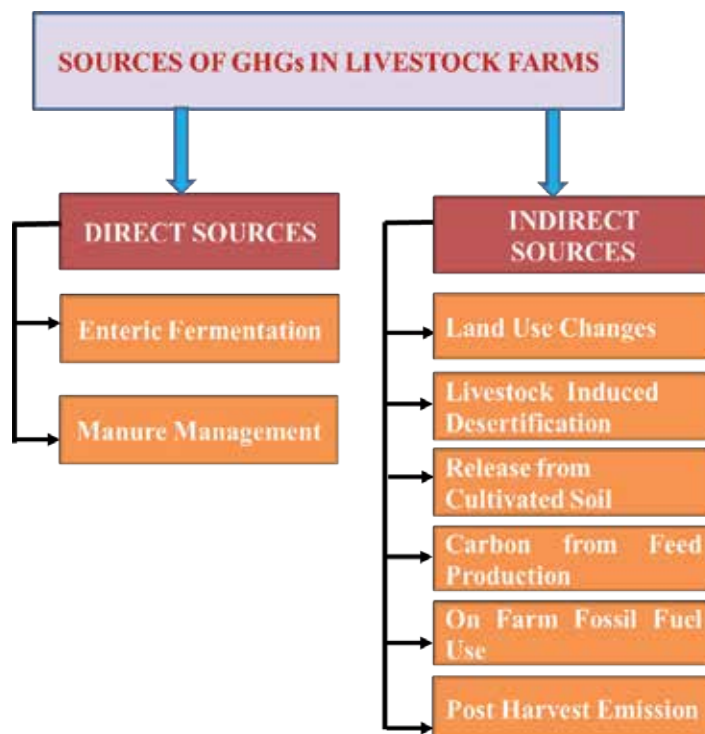 SOURCES OF GHGs IN LIVESTOCK FARMS
DIRECT SOURCES
Enteric Fermentation
Manure Management
INDIRECT
SOURCES
Land Use Changes
Livestock Induced
Desertification
Release from
Cultivated Soil
Carbon from Feed
Production
On Farm Fossil Fuel
Use
Post Harvest Emission